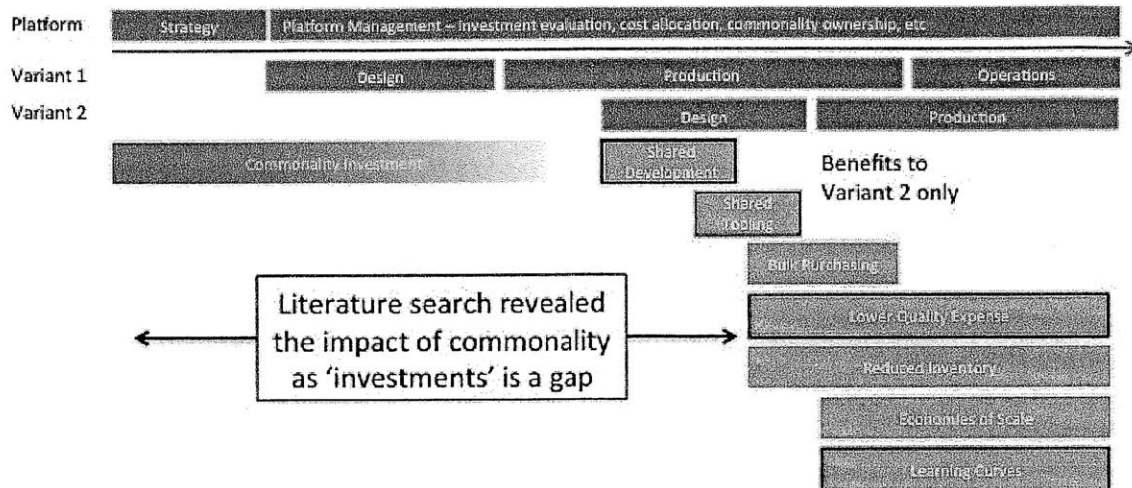 Platform
Strategy
Platform Management – Investment evaluation, cost allocation, commonality ownership, etc
Variant 1
Design
Production
Operations
Variant 2
Design
Production
Commonality Investment
Shared
Development
Benefits to
Variant 2 only
Shared
Tooling
Bulk Purchasing
Literature search revealed
the impact of commonality
as ‘investments’ is a gap
Lower Quality Expense
Reduced Inventory
Economies of Scale
Learning Curves